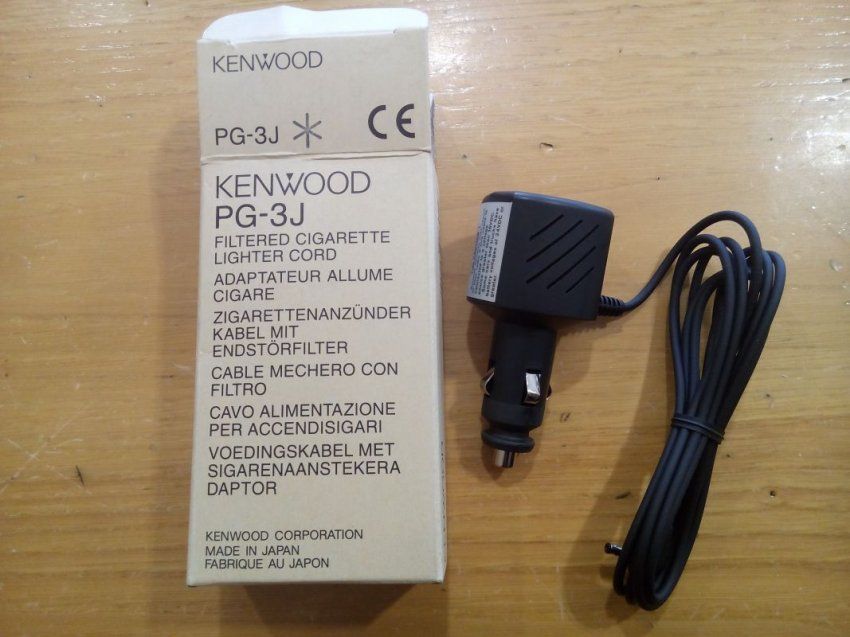 KENWOOD
PG-3J
CE
KENWOOD
PG-3J
FILTERED CIGARETTE
LIGHTER CORD
ADAPTATEUR ALLUME
CIGARE
ZIGARETTENANZÜNDER
KABEL MIT
ENDSTÖRFILTER
CABLE MECHERO CON
FILTRO
CAVO ALIMENTAZIONE
PER ACCENDISIGARI
VOEDINGSKABEL MET
SIGARENAANSTEKERA
DAPTOR
KENWOOD CORPORATION
MADE IN JAPAN
FABRIQUE AU JAPON